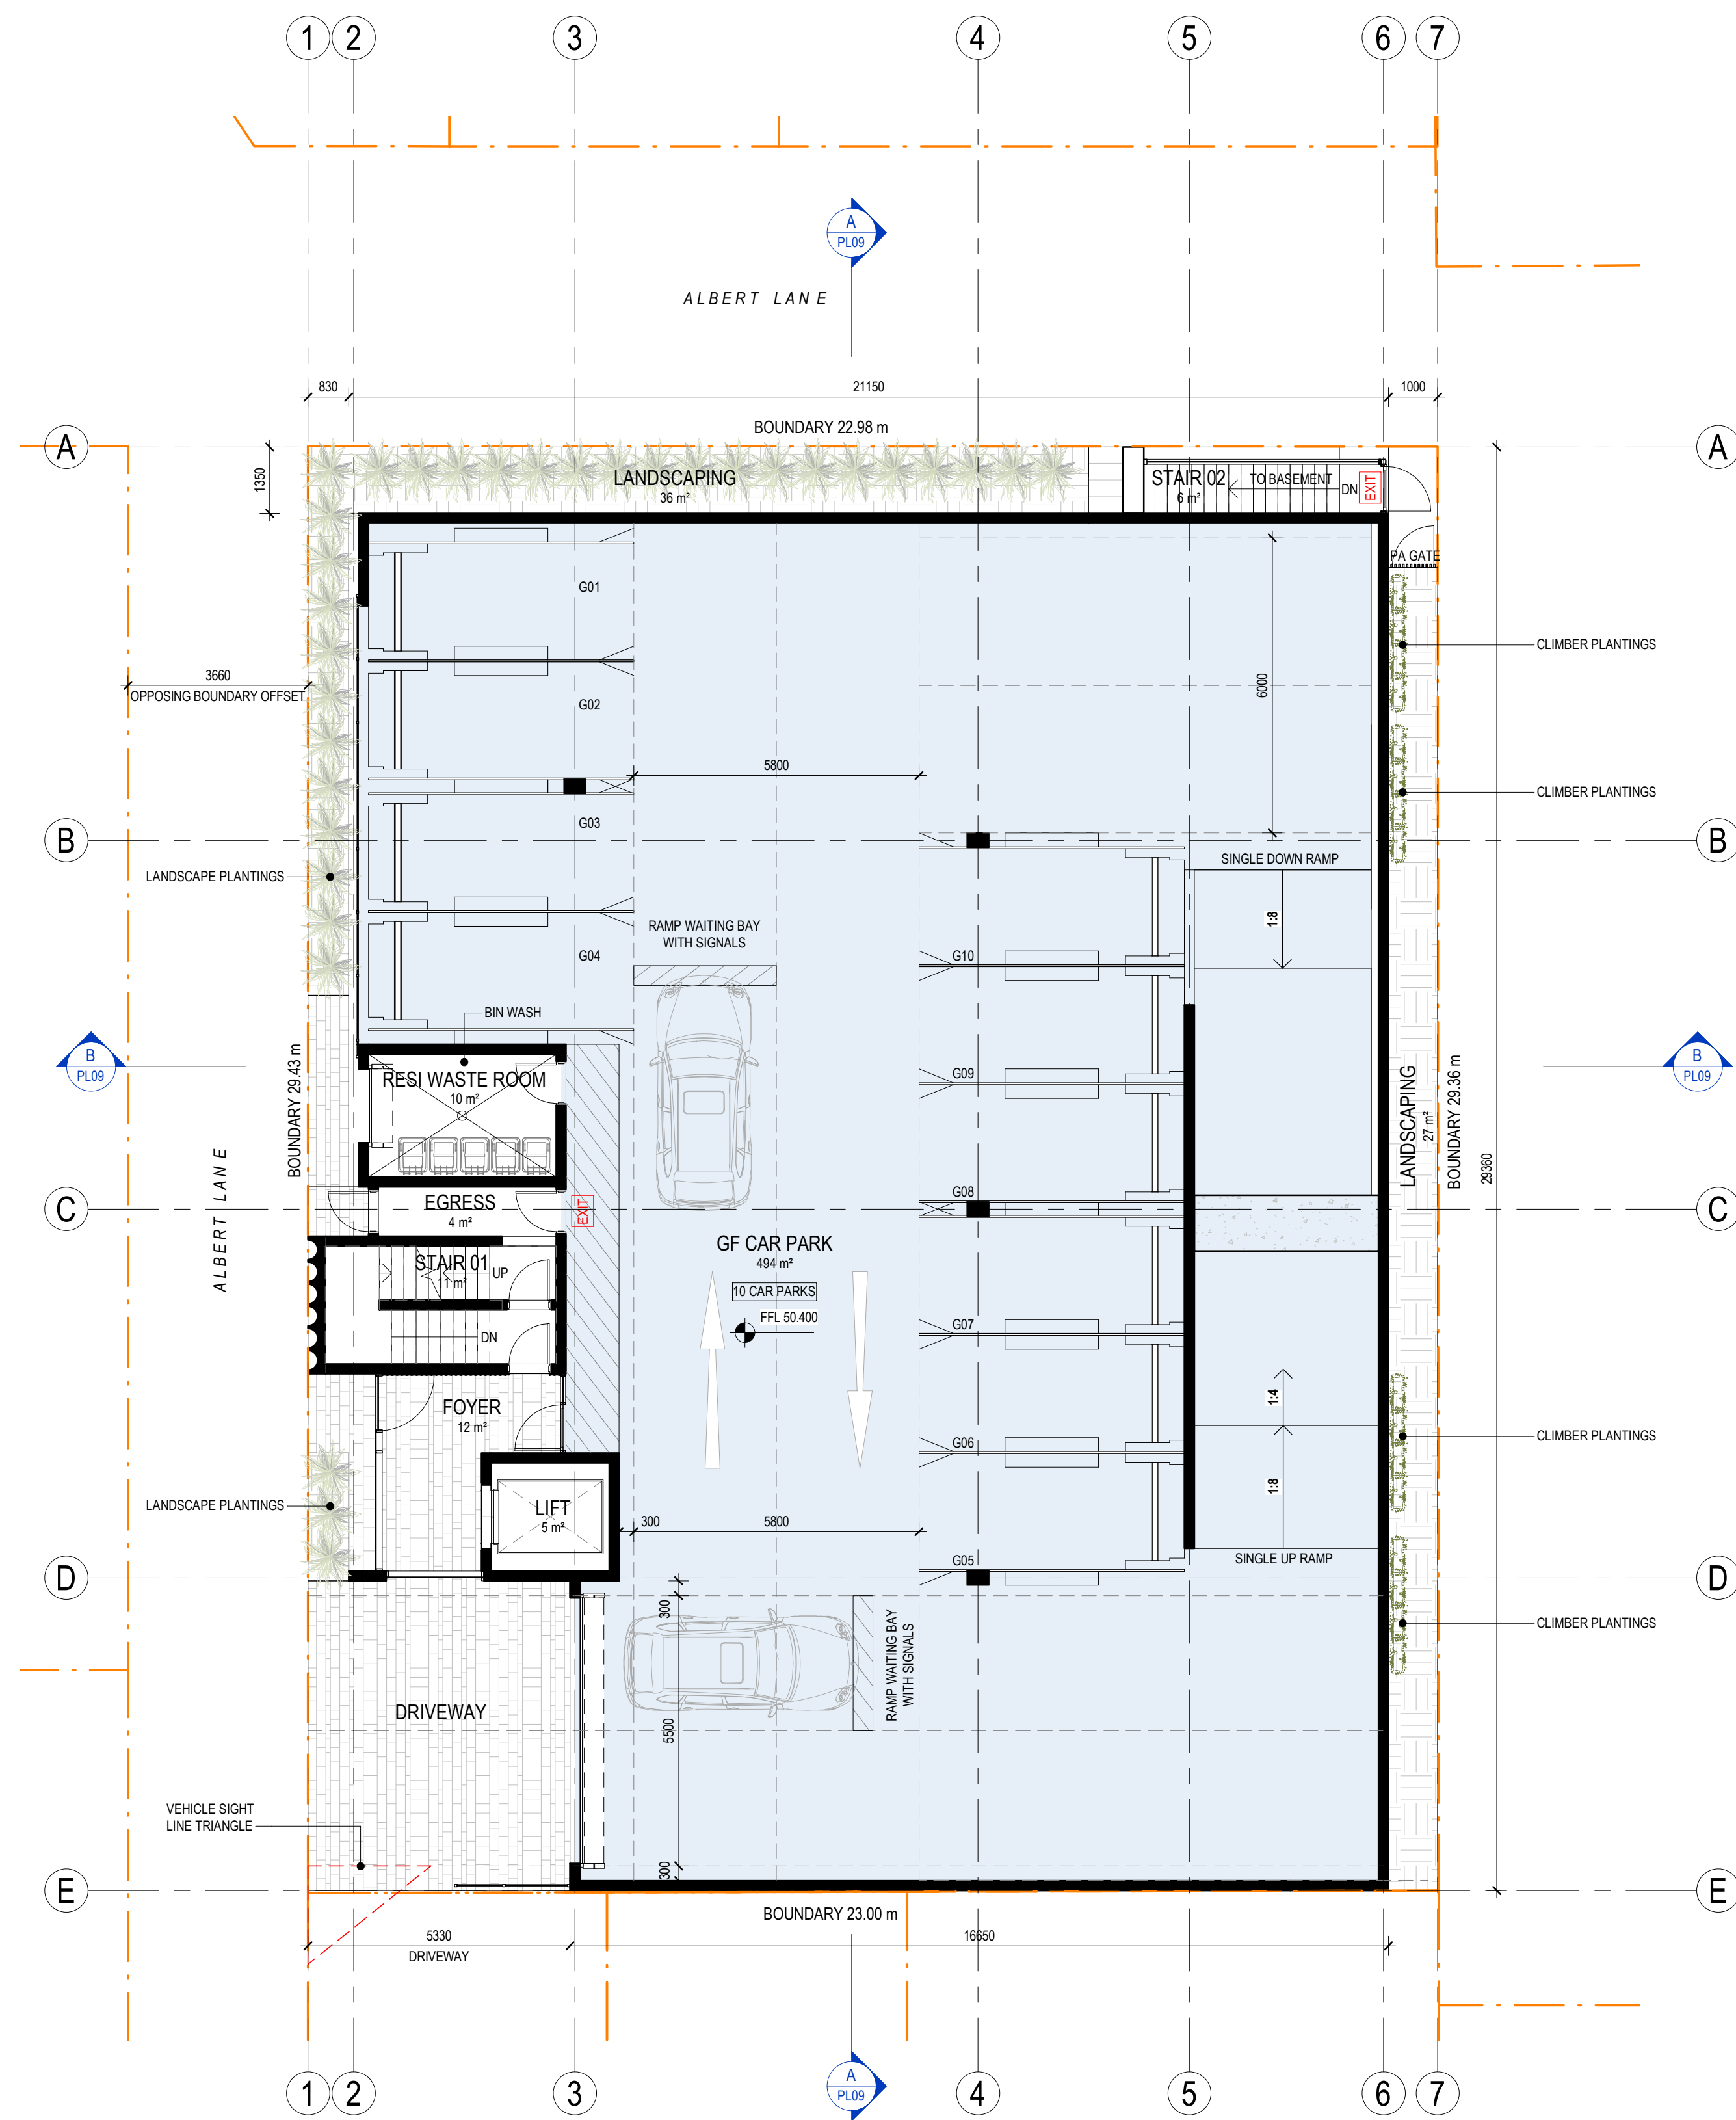 1 2 3 4 5 6 7
A
PL09
ALBERT LANE
830 21150 1000
BOUNDARY 22.98 m
A A
1350
LANDSCAPING
36 m²
STAIR 02
6 m²
TO BASEMENT
DN
EXIT
PA GATE
G01
CLIMBER PLANTINGS
3660
OPPOSING BOUNDARY OFFSET
6000
G02
5800
CLIMBER PLANTINGS
G03
B B
SINGLE DOWN RAMP
LANDSCAPE PLANTINGS
1:8
RAMP WAITING BAY
WITH SIGNALS
G04
G10
BIN WASH
B
PL09
BOUNDARY 29.43 m
RESI WASTE ROOM
10 m²
G09
LANDSCAPING
27 m²
BOUNDARY 29.36 m
29360
B
PL09
ALBERT LANE
EGRESS
4 m²
EXIT
G08
C C
GF CAR PARK
494 m²
10 CAR PARKS
FFL 50.400
STAIR 01
11 m²
UP
DN
G07
FOYER
12 m²
1:4
G06
CLIMBER PLANTINGS
1:8
LANDSCAPE PLANTINGS
LIFT
5 m²
300 5800
G05
SINGLE UP RAMP
D D
300
RAMP WAITING BAY
WITH SIGNALS
CLIMBER PLANTINGS
DRIVEWAY
5500
VEHICLE SIGHT
LINE TRIANGLE
300
E E
BOUNDARY 23.00 m
5330
DRIVEWAY
16650
A
PL09
1 2 3 4 5 6 7